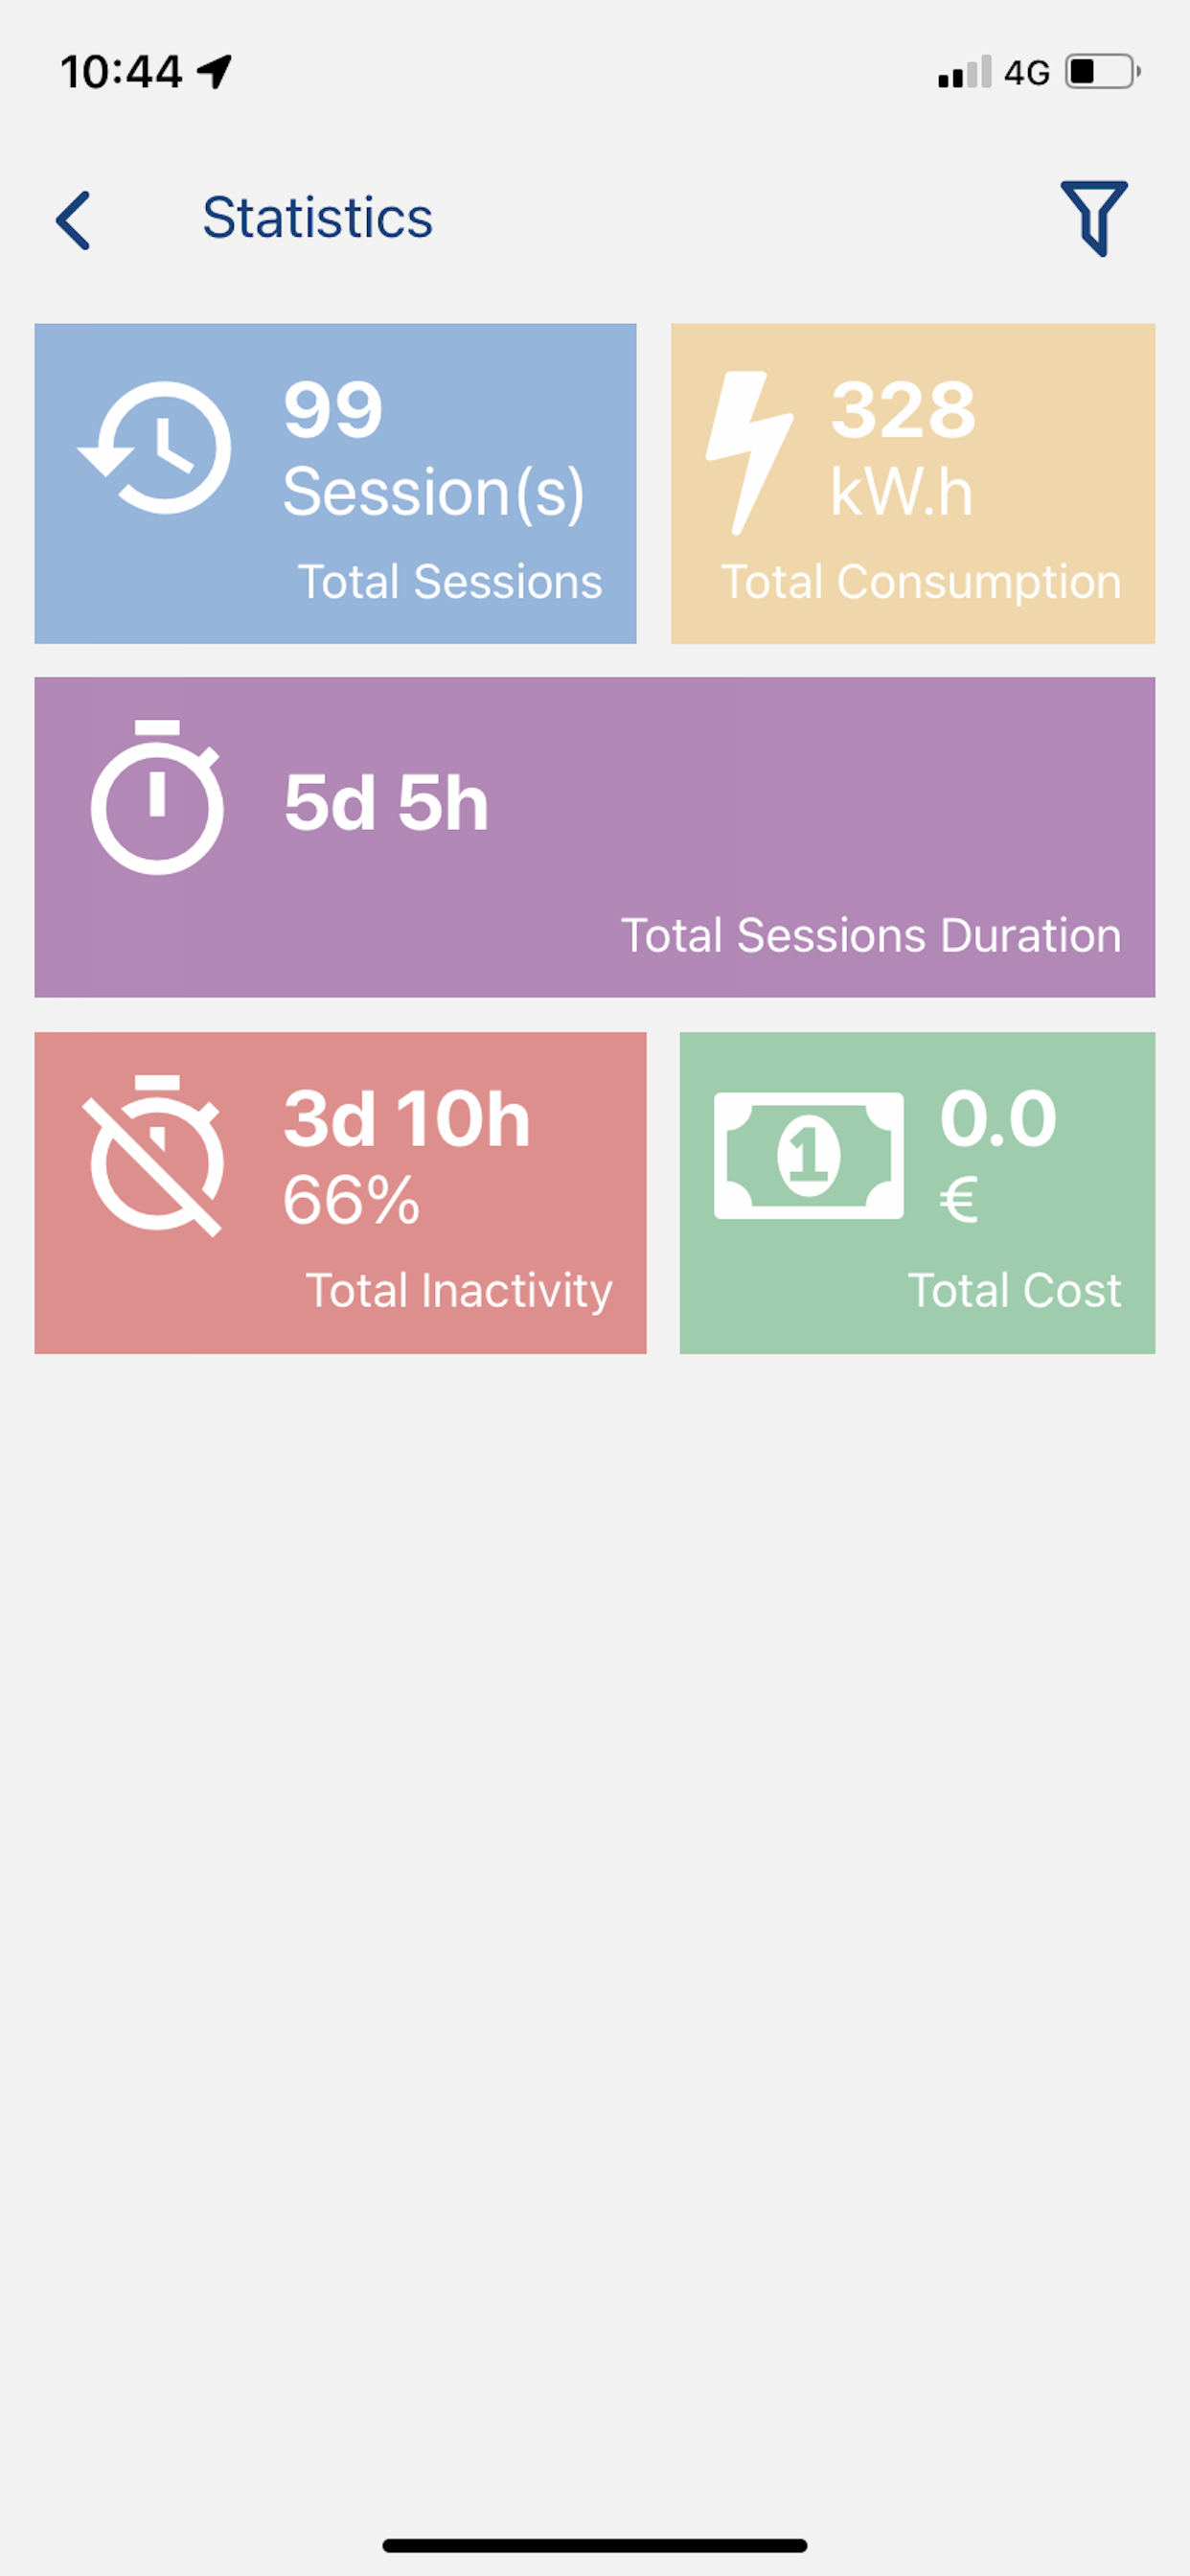 10:44 4G
Statistics
99
Session(s)
Total Sessions
328
kW.h
Total Consumption
5d 5h
Total Sessions Duration
3d 10h
66%
Total Inactivity
1
0.0
€
Total Cost